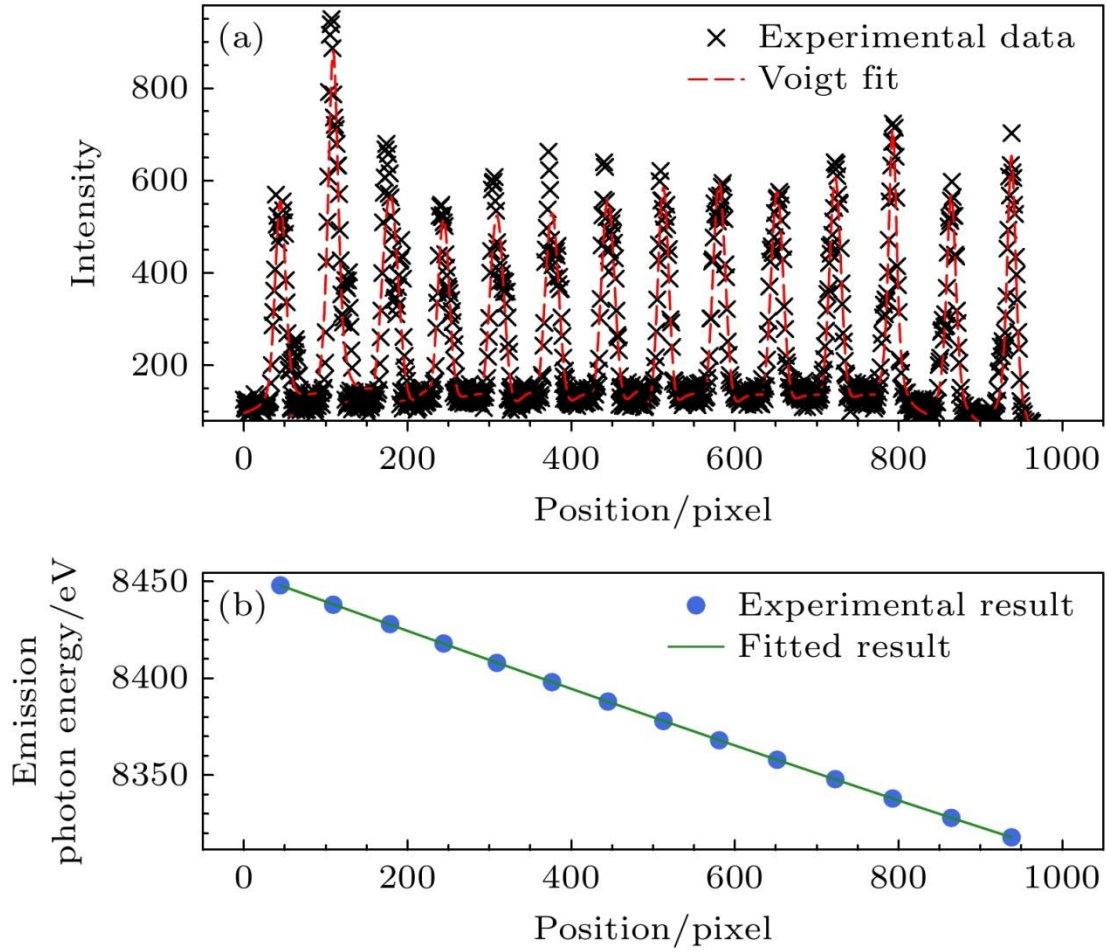 (a)
Experimental data
Voigt fit
Intensity
800
600
400
200
0 200 400 600 800 1000
Position/pixel
(b)
Experimental result
Fitted result
Emission
photon energy/eV
8450
8400
8350
0 200 400 600 800 1000
Position/pixel